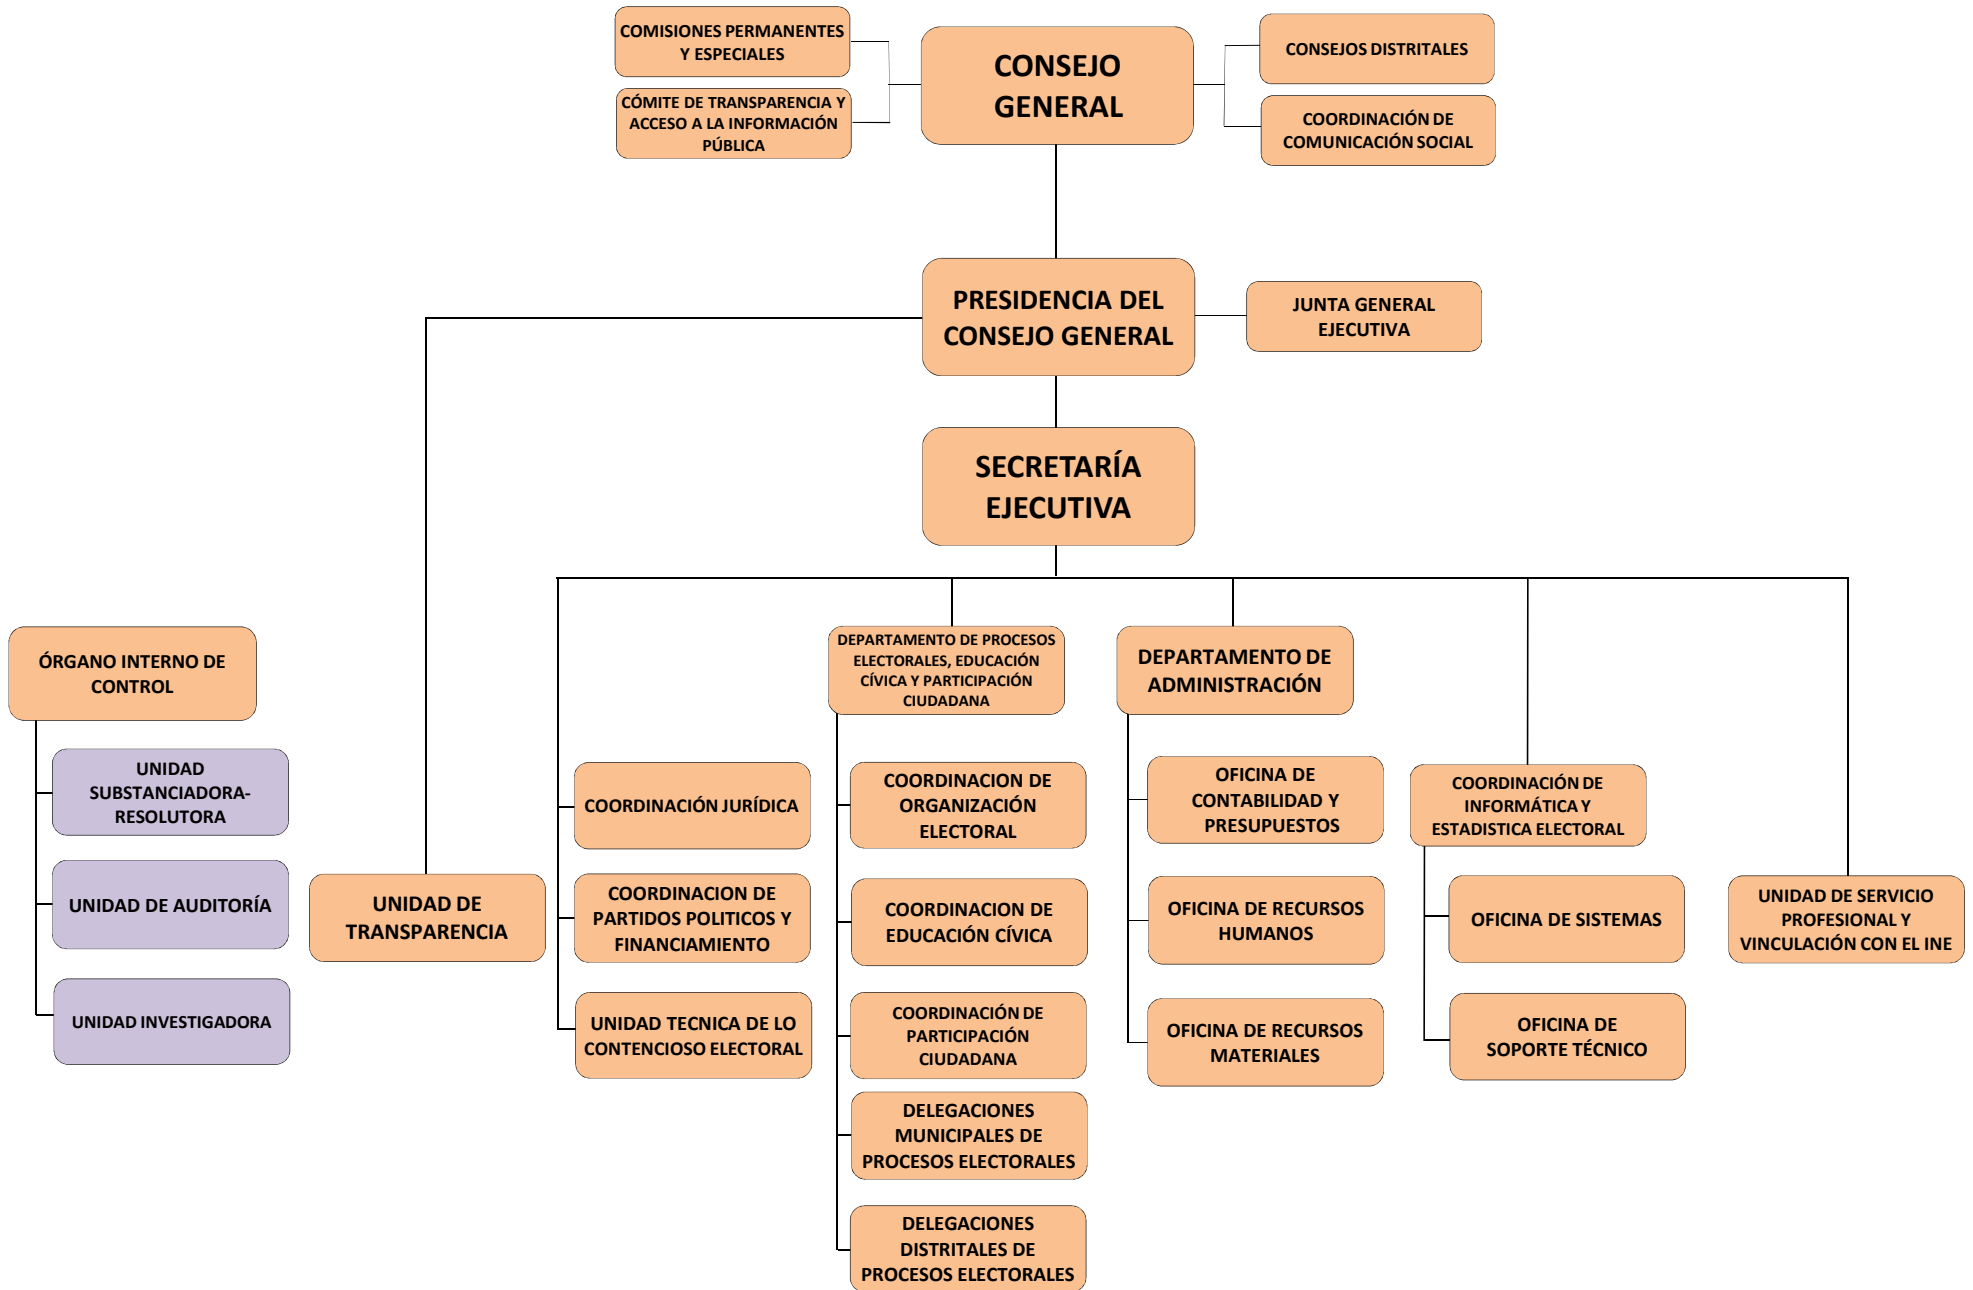 COMISIONES PERMANENTES
Y ESPECIALES
CÓMITE DE TRANSPARENCIA Y
ACCESO A LA INFORMACIÓN
PÚBLICA
CONSEJO
GENERAL
CONSEJOS DISTRITALES
COORDINACIÓN DE
COMUNICACIÓN SOCIAL
PRESIDENCIA DEL
CONSEJO GENERAL
JUNTA GENERAL
EJECUTIVA
SECRETARÍA
EJECUTIVA
ÓRGANO INTERNO DE
CONTROL
UNIDAD
SUBSTANCIADORA-
RESOLUTORA
UNIDAD DE AUDITORÍA
UNIDAD INVESTIGADORA
UNIDAD DE
TRANSPARENCIA
COORDINACIÓN JURÍDICA
COORDINACION DE
PARTIDOS POLITICOS Y
FINANCIAMIENTO
UNIDAD TECNICA DE LO
CONTENCIOSO ELECTORAL
DEPARTAMENTO DE PROCESOS
ELECTORALES, EDUCACIÓN
CÍVICA Y PARTICIPACIÓN
CIUDADANA
COORDINACION DE
ORGANIZACIÓN
ELECTORAL
COORDINACION DE
EDUCACIÓN CÍVICA
COORDINACIÓN DE
PARTICIPACIÓN
CIUDADANA
DELEGACIONES
MUNICIPALES DE
PROCESOS ELECTORALES
DELEGACIONES
DISTRITALES DE
PROCESOS ELECTORALES
DEPARTAMENTO DE
ADMINISTRACIÓN
OFICINA DE
CONTABILIDAD Y
PRESUPUESTOS
OFICINA DE RECURSOS
HUMANOS
OFICINA DE RECURSOS
MATERIALES
COORDINACIÓN DE
INFORMÁTICA Y
ESTADISTICA ELECTORAL
OFICINA DE SISTEMAS
OFICINA DE
SOPORTE TÉCNICO
UNIDAD DE SERVICIO
PROFESIONAL Y
VINCULACIÓN CON EL INE